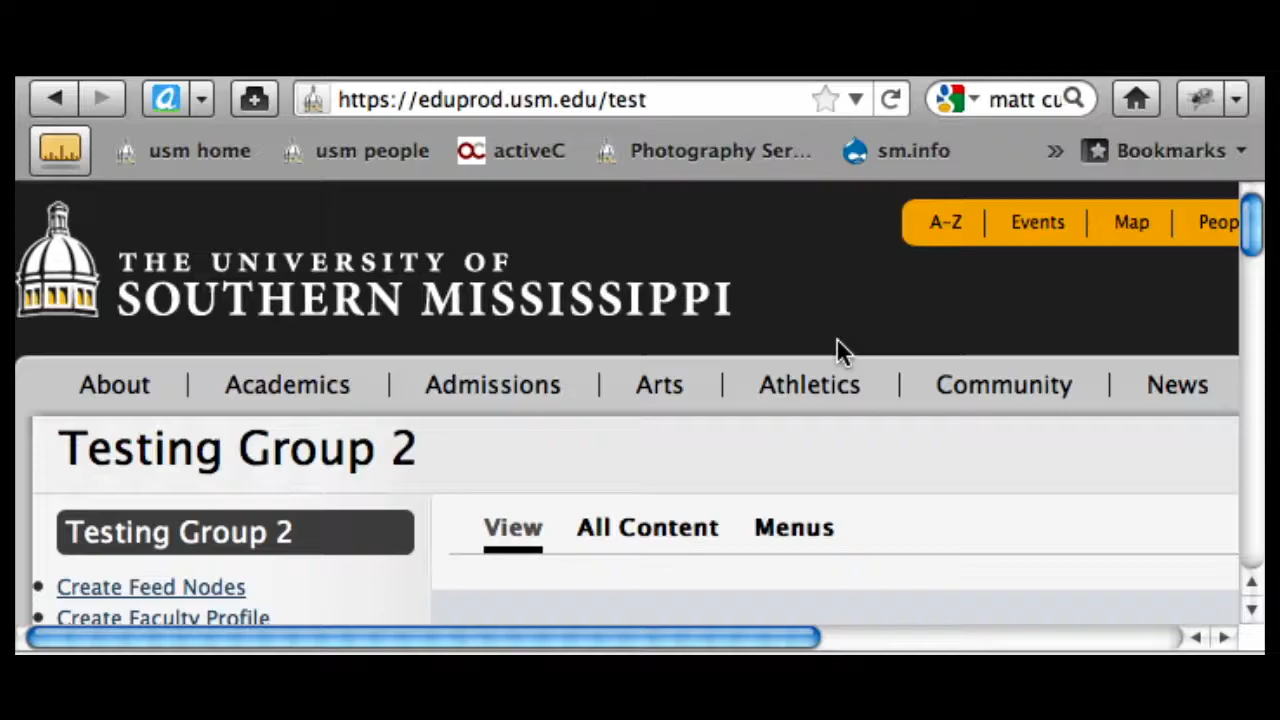 https://eduprod.usm.edu/test
matt cu
usm home
usm people
activeC
Photography Ser...
sm.info
»
Bookmarks
A-Z | Events | Map | Peop
THE UNIVERSITY OF
SOUTHERN MISSISSIPPI
About | Academics | Admissions | Arts | Athletics | Community | News
Testing Group 2
Testing Group 2
View All Content Menus
Create Feed Nodes
Create Faculty Profile